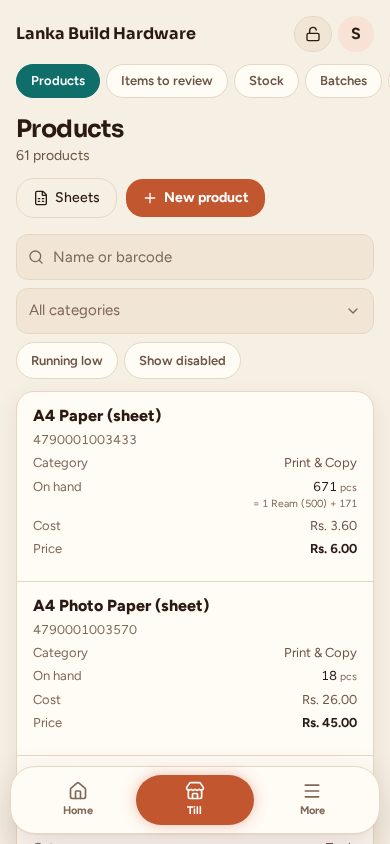 Lanka Build Hardware
S
Products
Items to review
Stock
Batches
Products
61 products
Sheets
New product
Name or barcode
All categories
Running low
Show disabled
A4 Paper (sheet)
4790001003433
Category Print & Copy
On hand 671 pcs
= 1 Ream (500) + 171
Cost Rs. 3.60
Price Rs. 6.00
A4 Photo Paper (sheet)
4790001003570
Category Print & Copy
On hand 18 pcs
Cost Rs. 26.00
Price Rs. 45.00
Home
Till
More